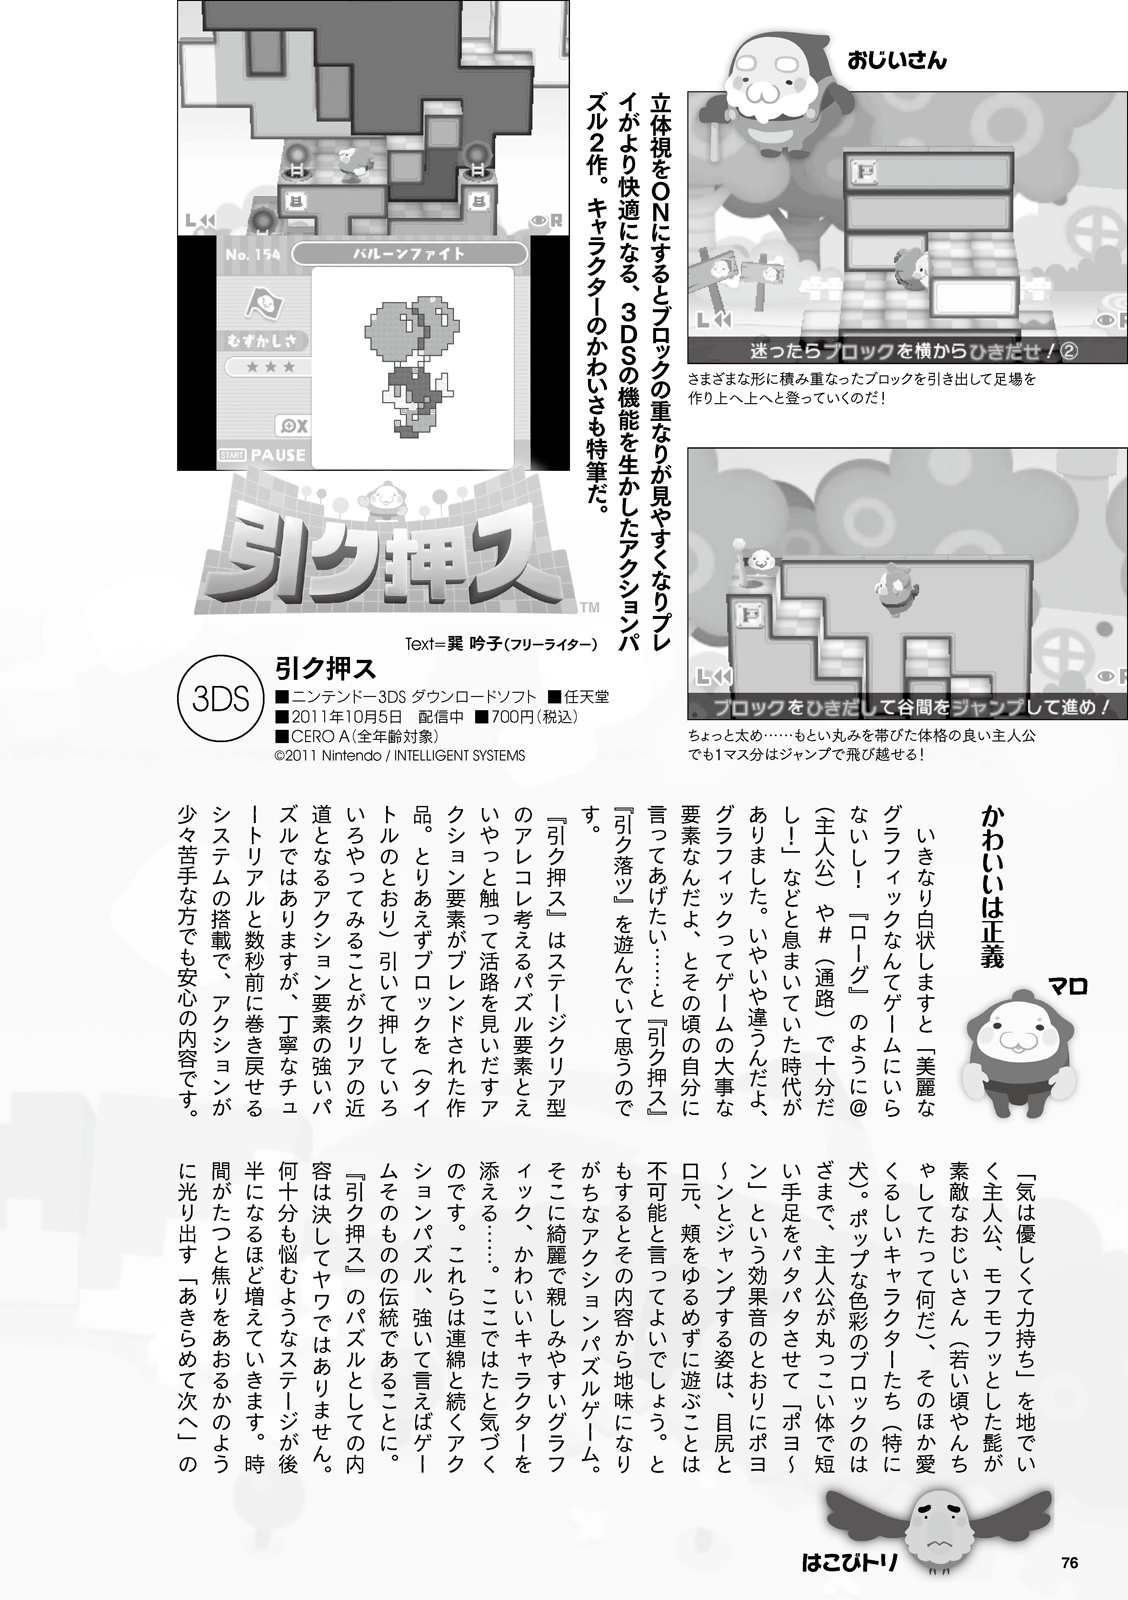 おじいさん
迷ったらブロックを横からひきだせ！②
L
R
さまざまな形に積み重なったブロックを引き出して足場を
作り上へ上へと登っていくのだ！
L
R
ブロックをひきだして谷間をジャンプして進め！
ちょっと太め……もとい丸みを帯びた体格の良い主人公
でも1マス分はジャンプで飛び越せる！
立体視をONにするとブロックの重なりが見やすくなりプレ
イがより快適になる、3DSの機能を生かしたアクションパ
ズル2作。キャラクターのかわいさも特筆だ。
L
R
No. 154
バルーンファイト
むずかしさ
★★★
X
START PAUSE
引ク押ス
TM
Text=巽 吟子（フリーライター）
3DS
引ク押ス
■ニンテンドー3DS ダウンロードソフト ■任天堂
■2011年10月5日 配信中 ■700円（税込）
■CERO A（全年齢対象）
©2011 Nintendo / INTELLIGENT SYSTEMS
かわいいは正義
マロ
いきなり白状しますと「美麗な
グラフィックなんてゲームにいら
ないし！ 『ローグ』のように@
（主人公）や#（通路）で十分だ
し！」などと息まいていた時代が
ありました。いやいや違うんだよ、
グラフィックってゲームの大事な
要素なんだよ、とその頃の自分に
言ってあげたい……と『引ク押ス』
『引ク落ツ』を遊んでいて思うので
す。
『引ク押ス』はステージクリア型
のアレコレ考えるパズル要素とえ
いやっと触って活路を見いだすア
クション要素がブレンドされた作
品。とりあえずブロックを（タイ
トルのとおり）引いて押していろ
いろやってみることがクリアの近
道となるアクション要素の強いパ
ズルではありますが、丁寧なチュ
ートリアルと数秒前に巻き戻せる
システムの搭載で、アクションが
少々苦手な方でも安心の内容です。
「気は優しくて力持ち」を地でい
く主人公、モフモフッとした髭が
素敵なおじいさん（若い頃やんち
ゃしてたって何だ）、そのほか愛
くるしいキャラクターたち（特に
犬）。ポップな色彩のブロックのは
ざまで、主人公が丸っこい体で短
い手足をパタパタさせて「ポヨ〜
ン」という効果音のとおりにポヨ
〜ンとジャンプする姿は、目尻と
口元、頬をゆるめずに遊ぶことは
不可能と言ってよいでしょう。と
もするとその内容から地味になり
がちなアクションパズルゲーム。
そこに綺麗で親しみやすいグラフ
ィック、かわいいキャラクターを
添える……。ここではたと気づく
のです。これらは連綿と続くアク
ションパズル、強いて言えばゲー
ムそのものの伝統であることに。
『引ク押ス』のパズルとしての内
容は決してヤワではありません。
何十分も悩むようなステージが後
半になるほど増えていきます。時
間がたつと焦りをあおるかのよう
に光り出す「あきらめて次へ」の
はこびトリ
76